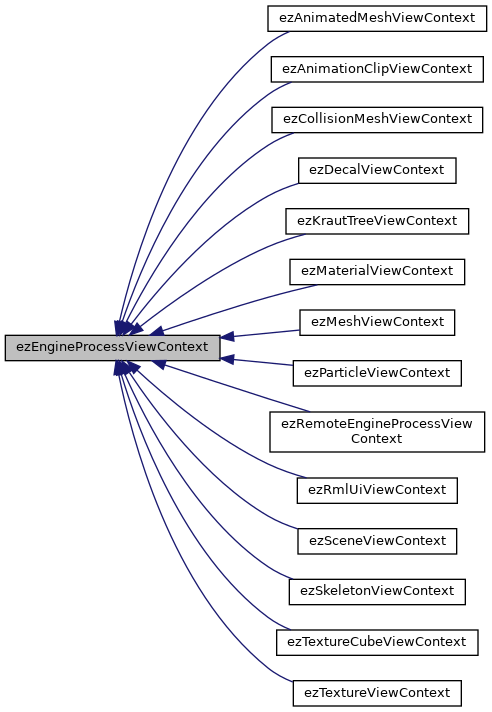 ezAnimatedMeshViewContext
ezAnimationClipViewContext
ezCollisionMeshViewContext
ezDecalViewContext
ezKrautTreeViewContext
ezMaterialViewContext
ezMeshViewContext
ezEngineProcessViewContext
ezParticleViewContext
ezRemoteEngineProcessView
Context
ezRmlUiViewContext
ezSceneViewContext
ezSkeletonViewContext
ezTextureCubeViewContext
ezTextureViewContext